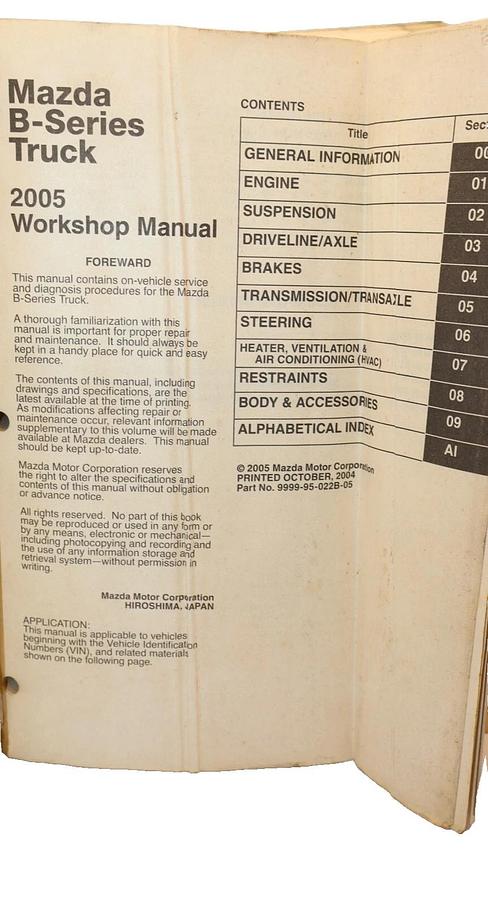 Mazda
B-Series
Truck
2005
Workshop Manual
FOREWARD
This manual contains on-vehicle service
and diagnosis procedures for the Mazda
B-Series Truck.
A thorough familiarization with this
manual is important for proper repair
and maintenance. It should always be
kept in a handy place for quick and easy
reference.
The contents of this manual, including
drawings and specifications, are the
latest available at the time of printing.
As modifications affecting repair or
maintenance occur, relevant information
supplementary to this volume will be made
available at Mazda dealers. This manual
should be kept up-to-date.
Mazda Motor Corporation reserves
the right to alter the specifications and
contents of this manual without obligation
or advance notice.
All rights reserved. No part of this book
may be reproduced or used in any form or
by any means, electronic or mechanical—
including photocopying and recording and
the use of any information storage and
retrieval system—without permission in
writing.
Mazda Motor Corporation
HIROSHIMA, JAPAN
APPLICATION:
This manual is applicable to vehicles
beginning with the Vehicle Identification
Numbers (VIN), and related materials
shown on the following page.
CONTENTS
Title Sect
GENERAL INFORMATION 00
ENGINE 01
SUSPENSION 02
DRIVELINE/AXLE 03
BRAKES 04
TRANSMISSION/TRANSAXLE 05
STEERING 06
HEATER, VENTILATION &
AIR CONDITIONING (HVAC) 07
RESTRAINTS 08
BODY & ACCESSORIES 09
ALPHABETICAL INDEX AI
© 2005 Mazda Motor Corporation
PRINTED OCTOBER, 2004
Part No. 9999-95-022B-05